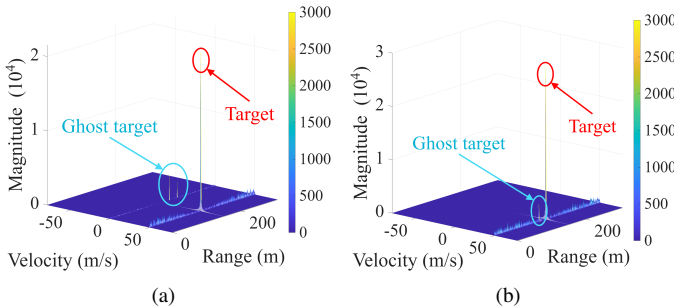 2
1
0
Magnitude (10⁴)
Target
Ghost target
-50
0
50
Velocity (m/s)
0
200
Range (m)
3000
2500
2000
1500
1000
500
0
(a)
3
2
1
0
Magnitude (10⁴)
Target
Ghost target
-50
0
50
Velocity (m/s)
0
200
Range (m)
3000
2500
2000
1500
1000
500
0
(b)